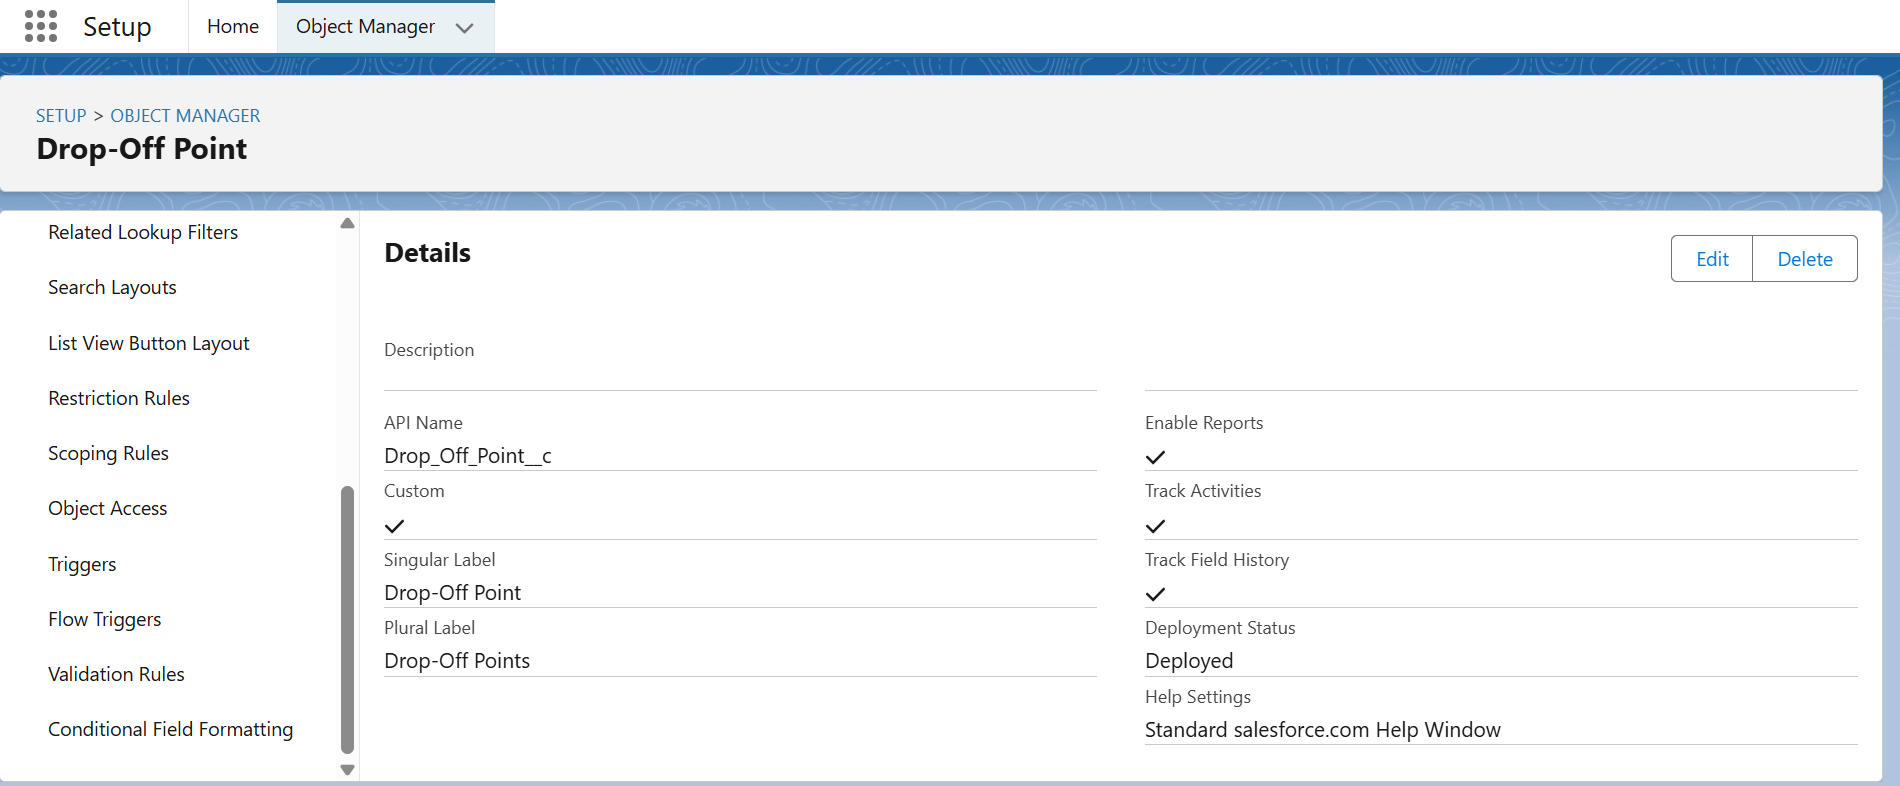 Setup
Home
Object Manager
SETUP > OBJECT MANAGER
Drop-Off Point
Related Lookup Filters
Search Layouts
List View Button Layout
Restriction Rules
Scoping Rules
Object Access
Triggers
Flow Triggers
Validation Rules
Conditional Field Formatting
Details
Edit
Delete
Description
API Name
Drop_Off_Point__c
Custom
Singular Label
Drop-Off Point
Plural Label
Drop-Off Points
Enable Reports
Track Activities
Track Field History
Deployment Status
Deployed
Help Settings
Standard salesforce.com Help Window